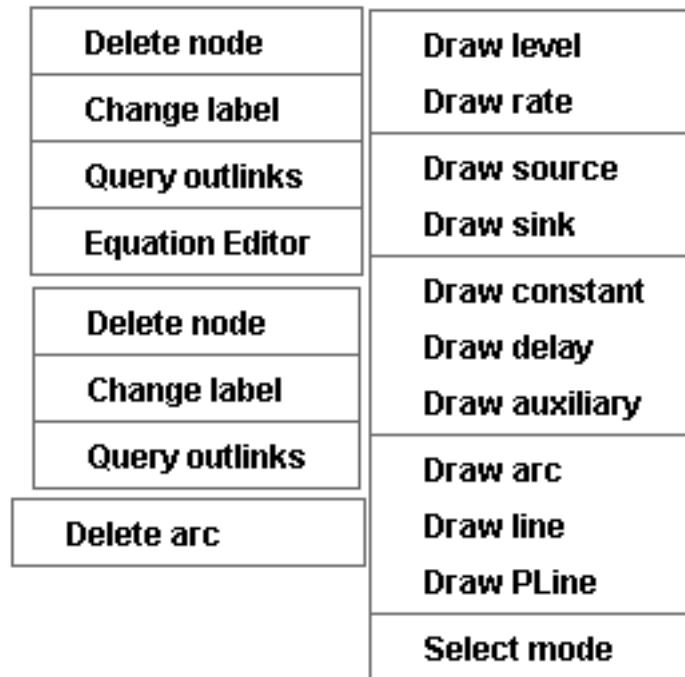 Delete node
Change label
Query outlinks
Equation Editor
Delete node
Change label
Query outlinks
Delete arc
Draw level
Draw rate
Draw source
Draw sink
Draw constant
Draw delay
Draw auxiliary
Draw arc
Draw line
Draw PLine
Select mode